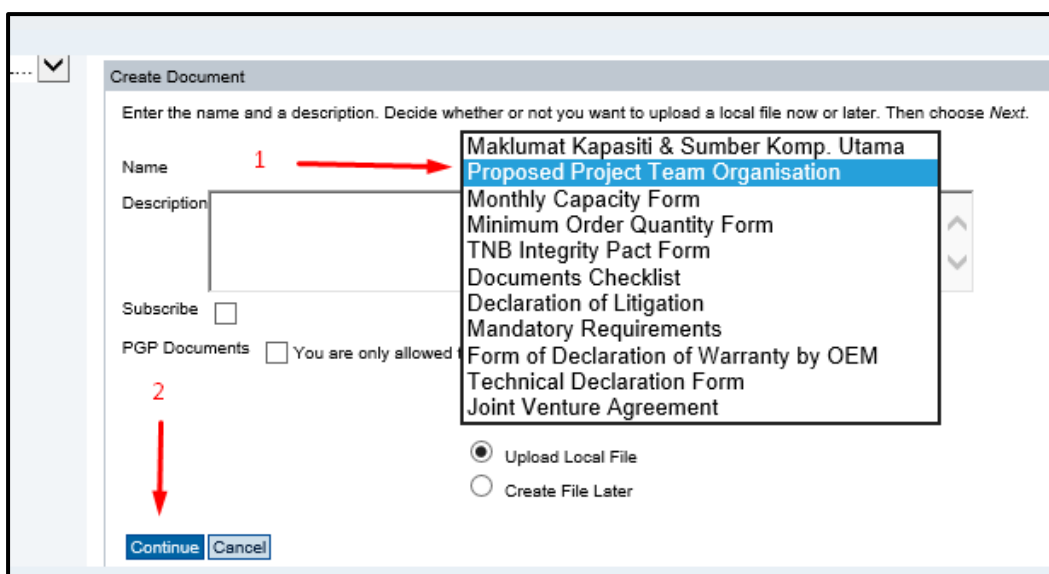 ....
Create Document
Enter the name and a description. Decide whether or not you want to upload a local file now or later. Then choose Next.
Name
1
Maklumat Kapasiti & Sumber Komp. Utama
Proposed Project Team Organisation
Monthly Capacity Form
Minimum Order Quantity Form
TNB Integrity Pact Form
Documents Checklist
Declaration of Litigation
Mandatory Requirements
Form of Declaration of Warranty by OEM
Technical Declaration Form
Joint Venture Agreement
Description
Subscribe
PGP Documents
You are only allowed
2
Upload Local File
Create File Later
Continue Cancel